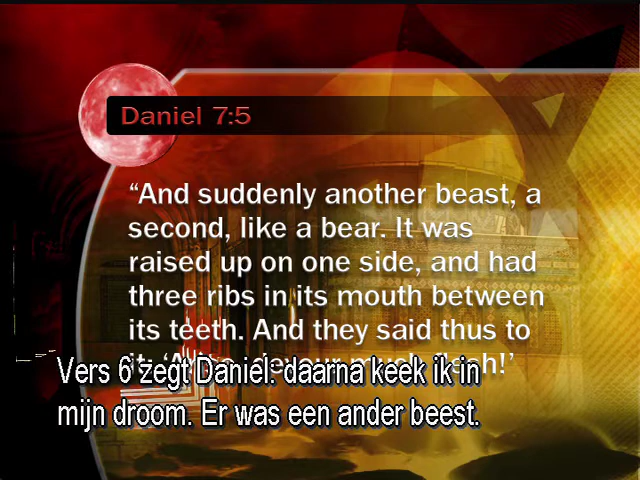 Daniel 7:5
“And suddenly another beast, a
second, like a bear. It was
raised up on one side, and had
three ribs in its mouth between
its teeth. And they said thus to
Vers 6 zegt Daniel: daarna keek ik in
mijn droom. Er was een ander beest.